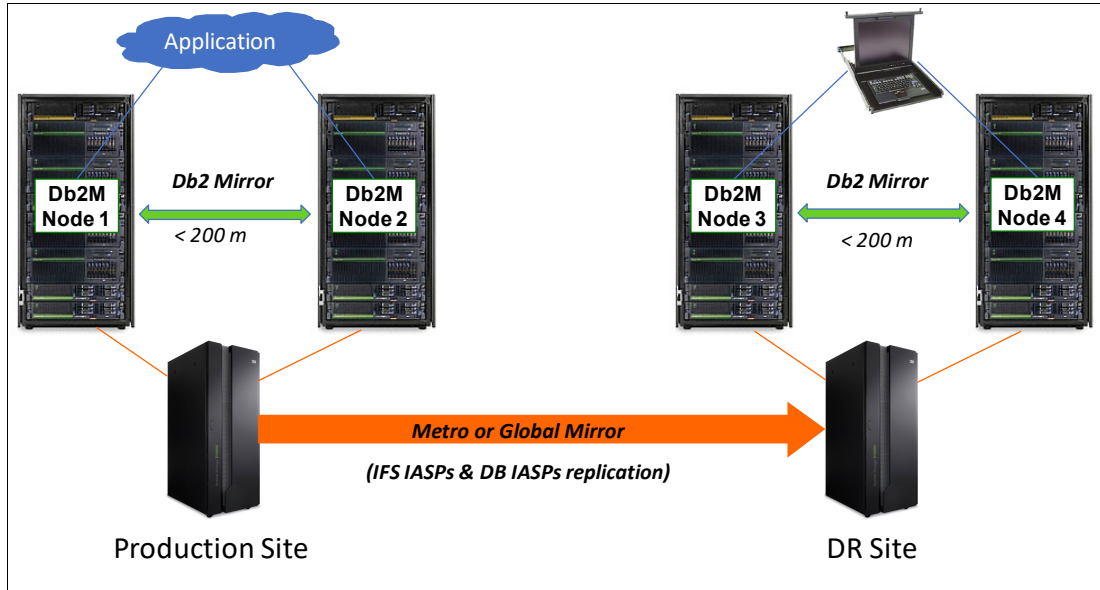 Application
Db2M
Node 1
Db2 Mirror
< 200 m
Db2M
Node 2
Db2M
Node 3
Db2 Mirror
< 200 m
Db2M
Node 4
Metro or Global Mirror
(IFS IASPs & DB IASPs replication)
Production Site
DR Site